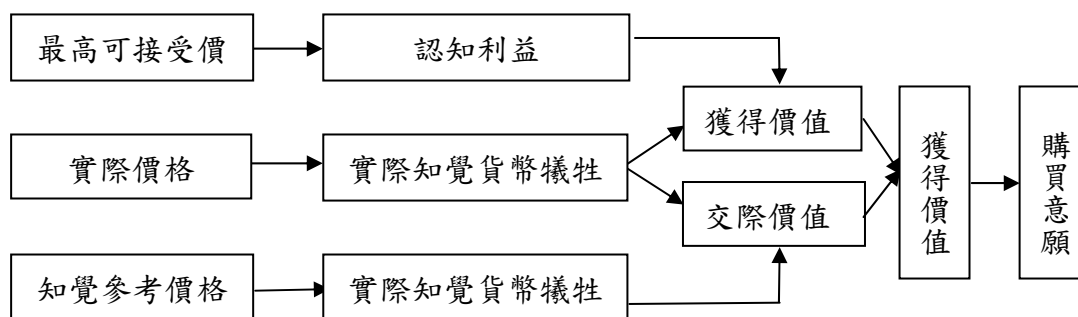 最高可接受價
認知利益
獲得價值
實際價格
實際知覺貨幣犧牲
交際價值
知覺參考價格
實際知覺貨幣犧牲
獲得價值
購買意願